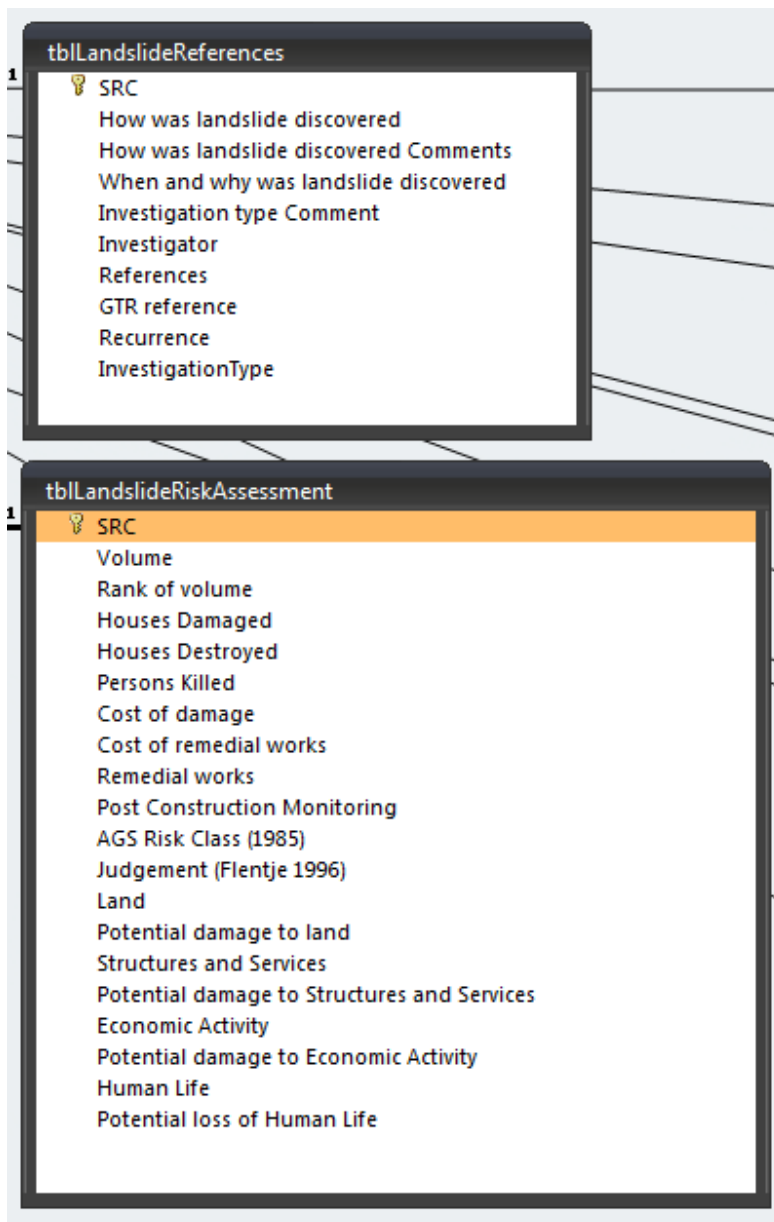 tblLandslideReferences
1
SRC
How was landslide discovered
How was landslide discovered Comments
When and why was landslide discovered
Investigation type Comment
Investigator
References
GTR reference
Recurrence
InvestigationType
tblLandslideRiskAssessment
1
SRC
Volume
Rank of volume
Houses Damaged
Houses Destroyed
Persons Killed
Cost of damage
Cost of remedial works
Remedial works
Post Construction Monitoring
AGS Risk Class (1985)
Judgement (Flentje 1996)
Land
Potential damage to land
Structures and Services
Potential damage to Structures and Services
Economic Activity
Potential damage to Economic Activity
Human Life
Potential loss of Human Life